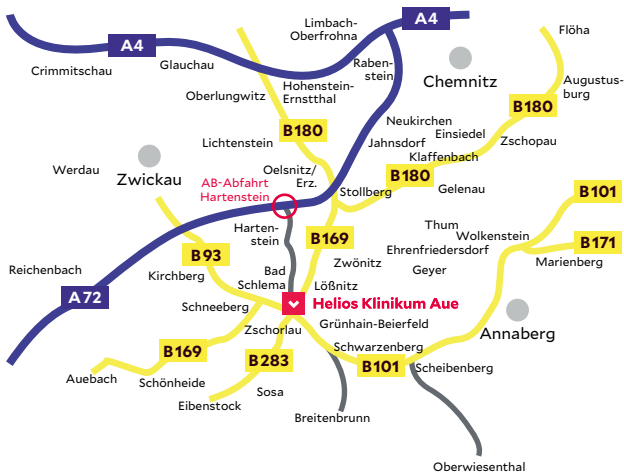 A4
Limbach-
Oberfrohna
Flöha
A4
Glauchau
Crimmitschau
Raben-
stein
Chemnitz
Augustus-
burg
Hohenstein-
Ernstthal
Oberlungwitz
B180
Neukirchen
Einsiedel
B180
Zschopau
Lichtenstein
Jahnsdorf
Klaffenbach
Werdau
Zwickau
Oelsnitz/
Erz.
B180
Gelenau
AB-Abfahrt
Hartenstein
Stollberg
B101
Harten-
stein
B169
Thum
Wolkenstein
B171
B93
Zwönitz
Ehrenfriedersdorf
Marienberg
Reichenbach
Kirchberg
Bad
Schlema
Geyer
A72
Lößnitz
Schneeberg
Helios Klinikum Aue
Zschorlau
Grünhain-Beierfeld
Annaberg
B169
Schwarzenberg
B283
B101
Scheibenberg
Auebach
Schönheide
Sosa
Eibenstock
Breitenbrunn
Oberwiesenthal